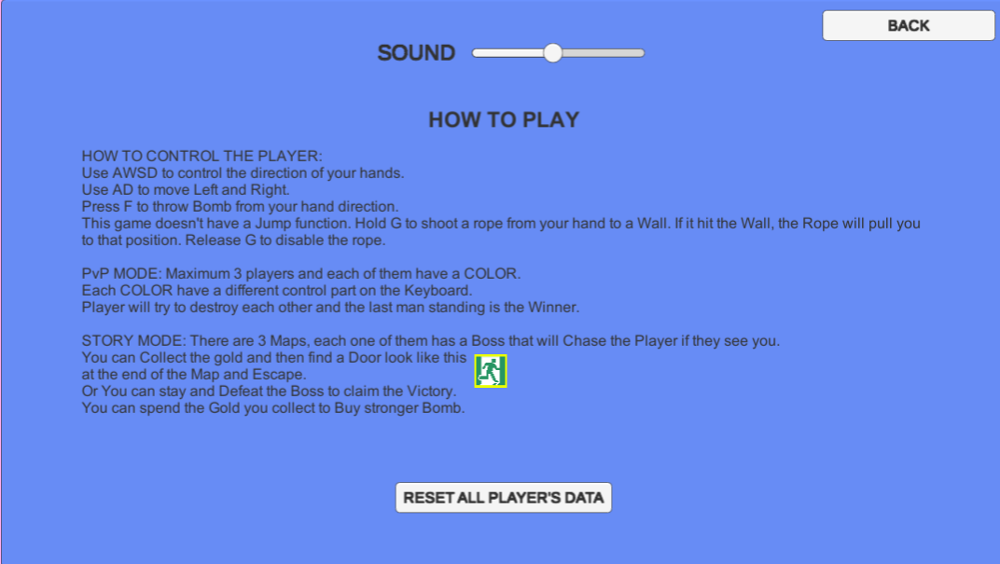 BACK
SOUND
HOW TO PLAY
HOW TO CONTROL THE PLAYER:
Use AWSD to control the direction of your hands.
Use AD to move Left and Right.
Press F to throw Bomb from your hand direction.
This game doesn't have a Jump function. Hold G to shoot a rope from your hand to a Wall. If it hit the Wall, the Rope will pull you
to that position. Release G to disable the rope.
PvP MODE: Maximum 3 players and each of them have a COLOR.
Each COLOR have a different control part on the Keyboard.
Player will try to destroy each other and the last man standing is the Winner.
STORY MODE: There are 3 Maps, each one of them has a Boss that will Chase the Player if they see you.
You can Collect the gold and then find a Door look like this
at the end of the Map and Escape.
Or You can stay and Defeat the Boss to claim the Victory.
You can spend the Gold you collect to Buy stronger Bomb.
RESET ALL PLAYER'S DATA